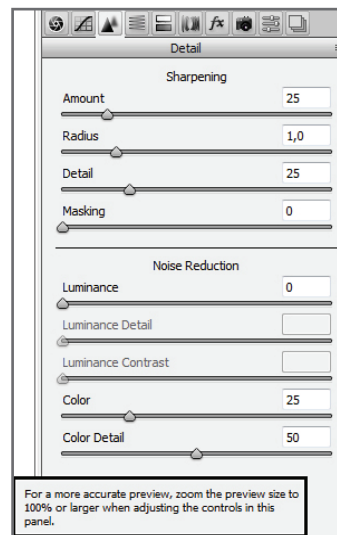 fx
Detail
Sharpening
Amount 25
Radius 1,0
Detail 25
Masking 0
Noise Reduction
Luminance 0
Luminance Detail
Luminance Contrast
Color 25
Color Detail 50
For a more accurate preview, zoom the preview size to
100% or larger when adjusting the controls in this
panel.